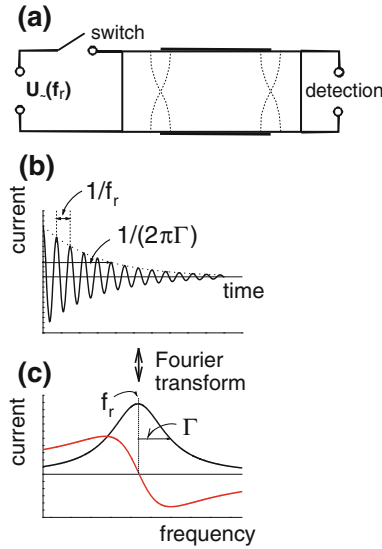 (a)
switch
U~(fr)
detection
(b)
1/fr
1/(2πΓ)
current
time
Fourier
transform
(c)
fr
Γ
current
frequency